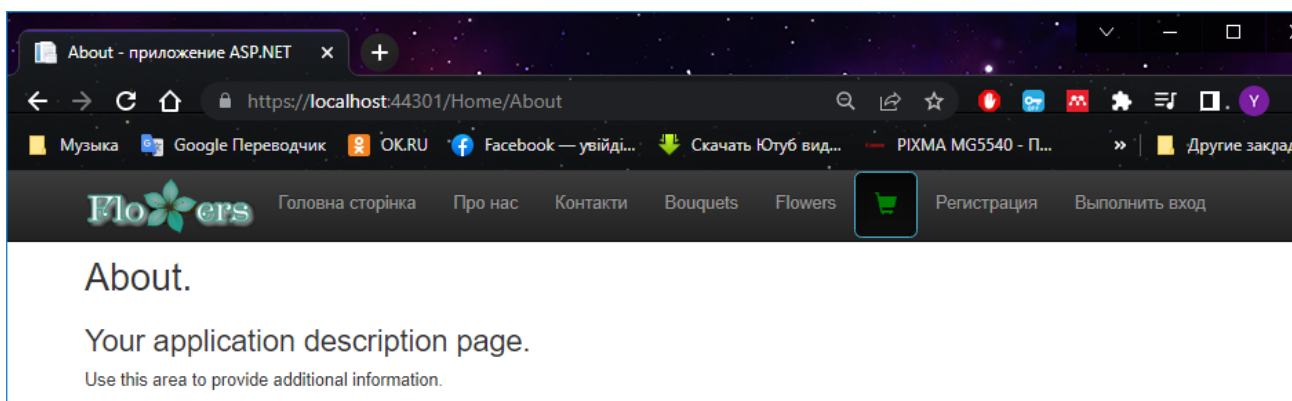 About - приложение ASP.NET
https://localhost:44301/Home/About
Y
Музыка Google Переводчик OK.RU Facebook — увійді... Скачать Ютуб вид... PIXMA MG5540 - П... » Другие заклад
Flowers Головна сторінка Про нас Контакти Bouquets Flowers Регистрация Выполнить вход
About.
Your application description page.
Use this area to provide additional information.